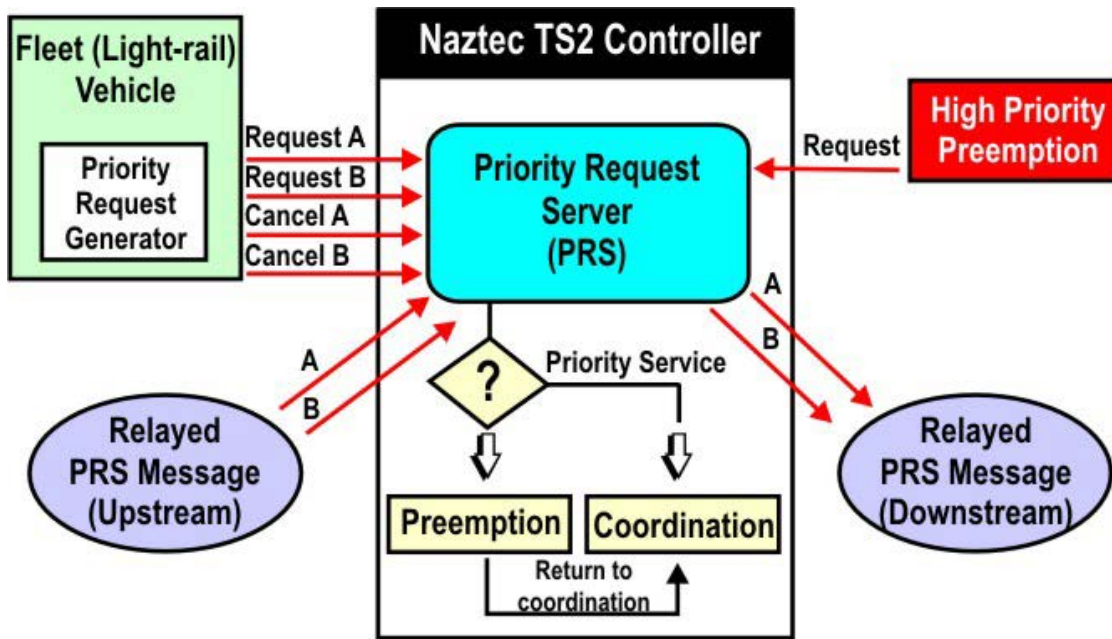 Fleet (Light-rail)
Vehicle
Priority
Request
Generator
Naztec TS2 Controller
High Priority
Preemption
Request A
Request B
Cancel A
Cancel B
Request
Priority Request
Server
(PRS)
A
B
A
B
?
Priority Service
Relayed
PRS Message
(Upstream)
Relayed
PRS Message
(Downstream)
Preemption
Coordination
Return to
coordination